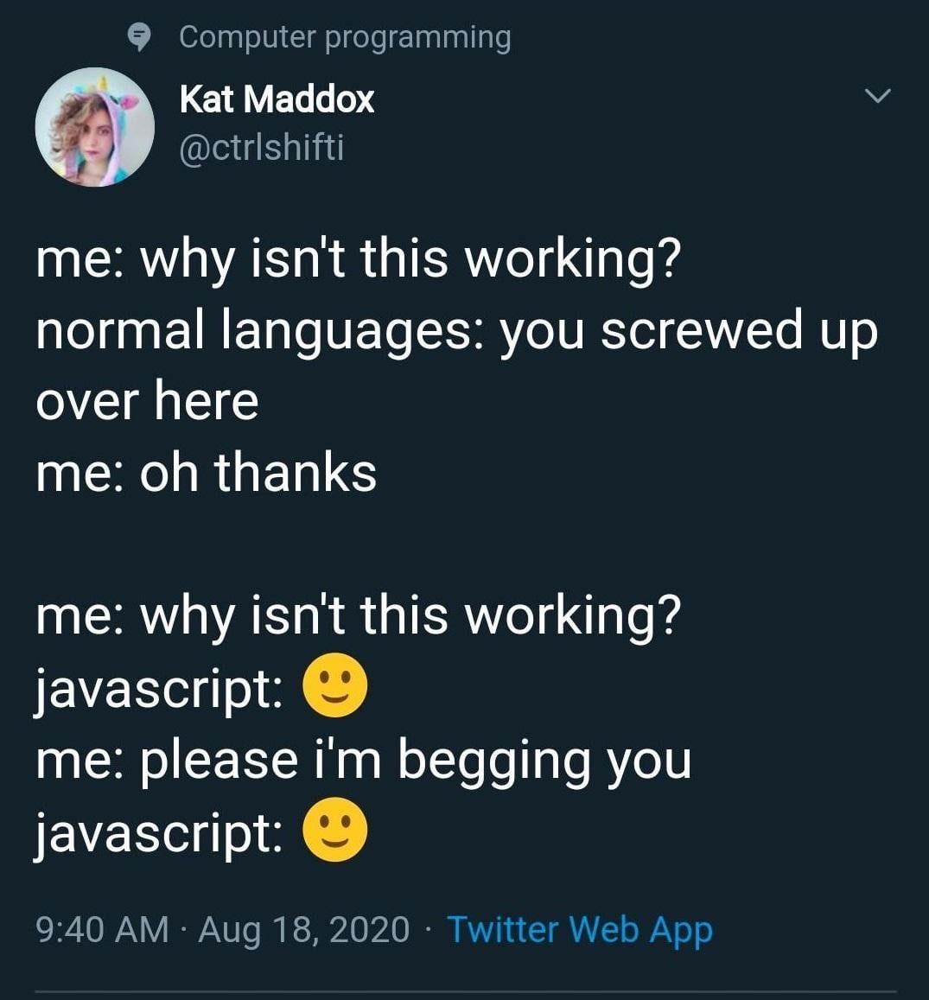 Computer programming
Kat Maddox
@ctrlshifti
me: why isn't this working?
normal languages: you screwed up
over here
me: oh thanks
me: why isn't this working?
javascript: 🙂
me: please i'm begging you
javascript: 🙂
9:40 AM · Aug 18, 2020 · Twitter Web App